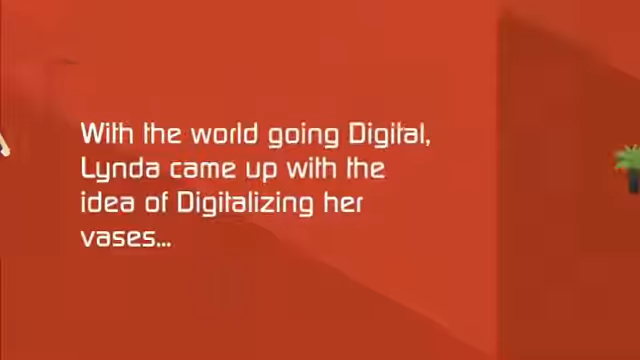 With the world going Digital,
Lynda came up with the
idea of Digitalizing her
vases...